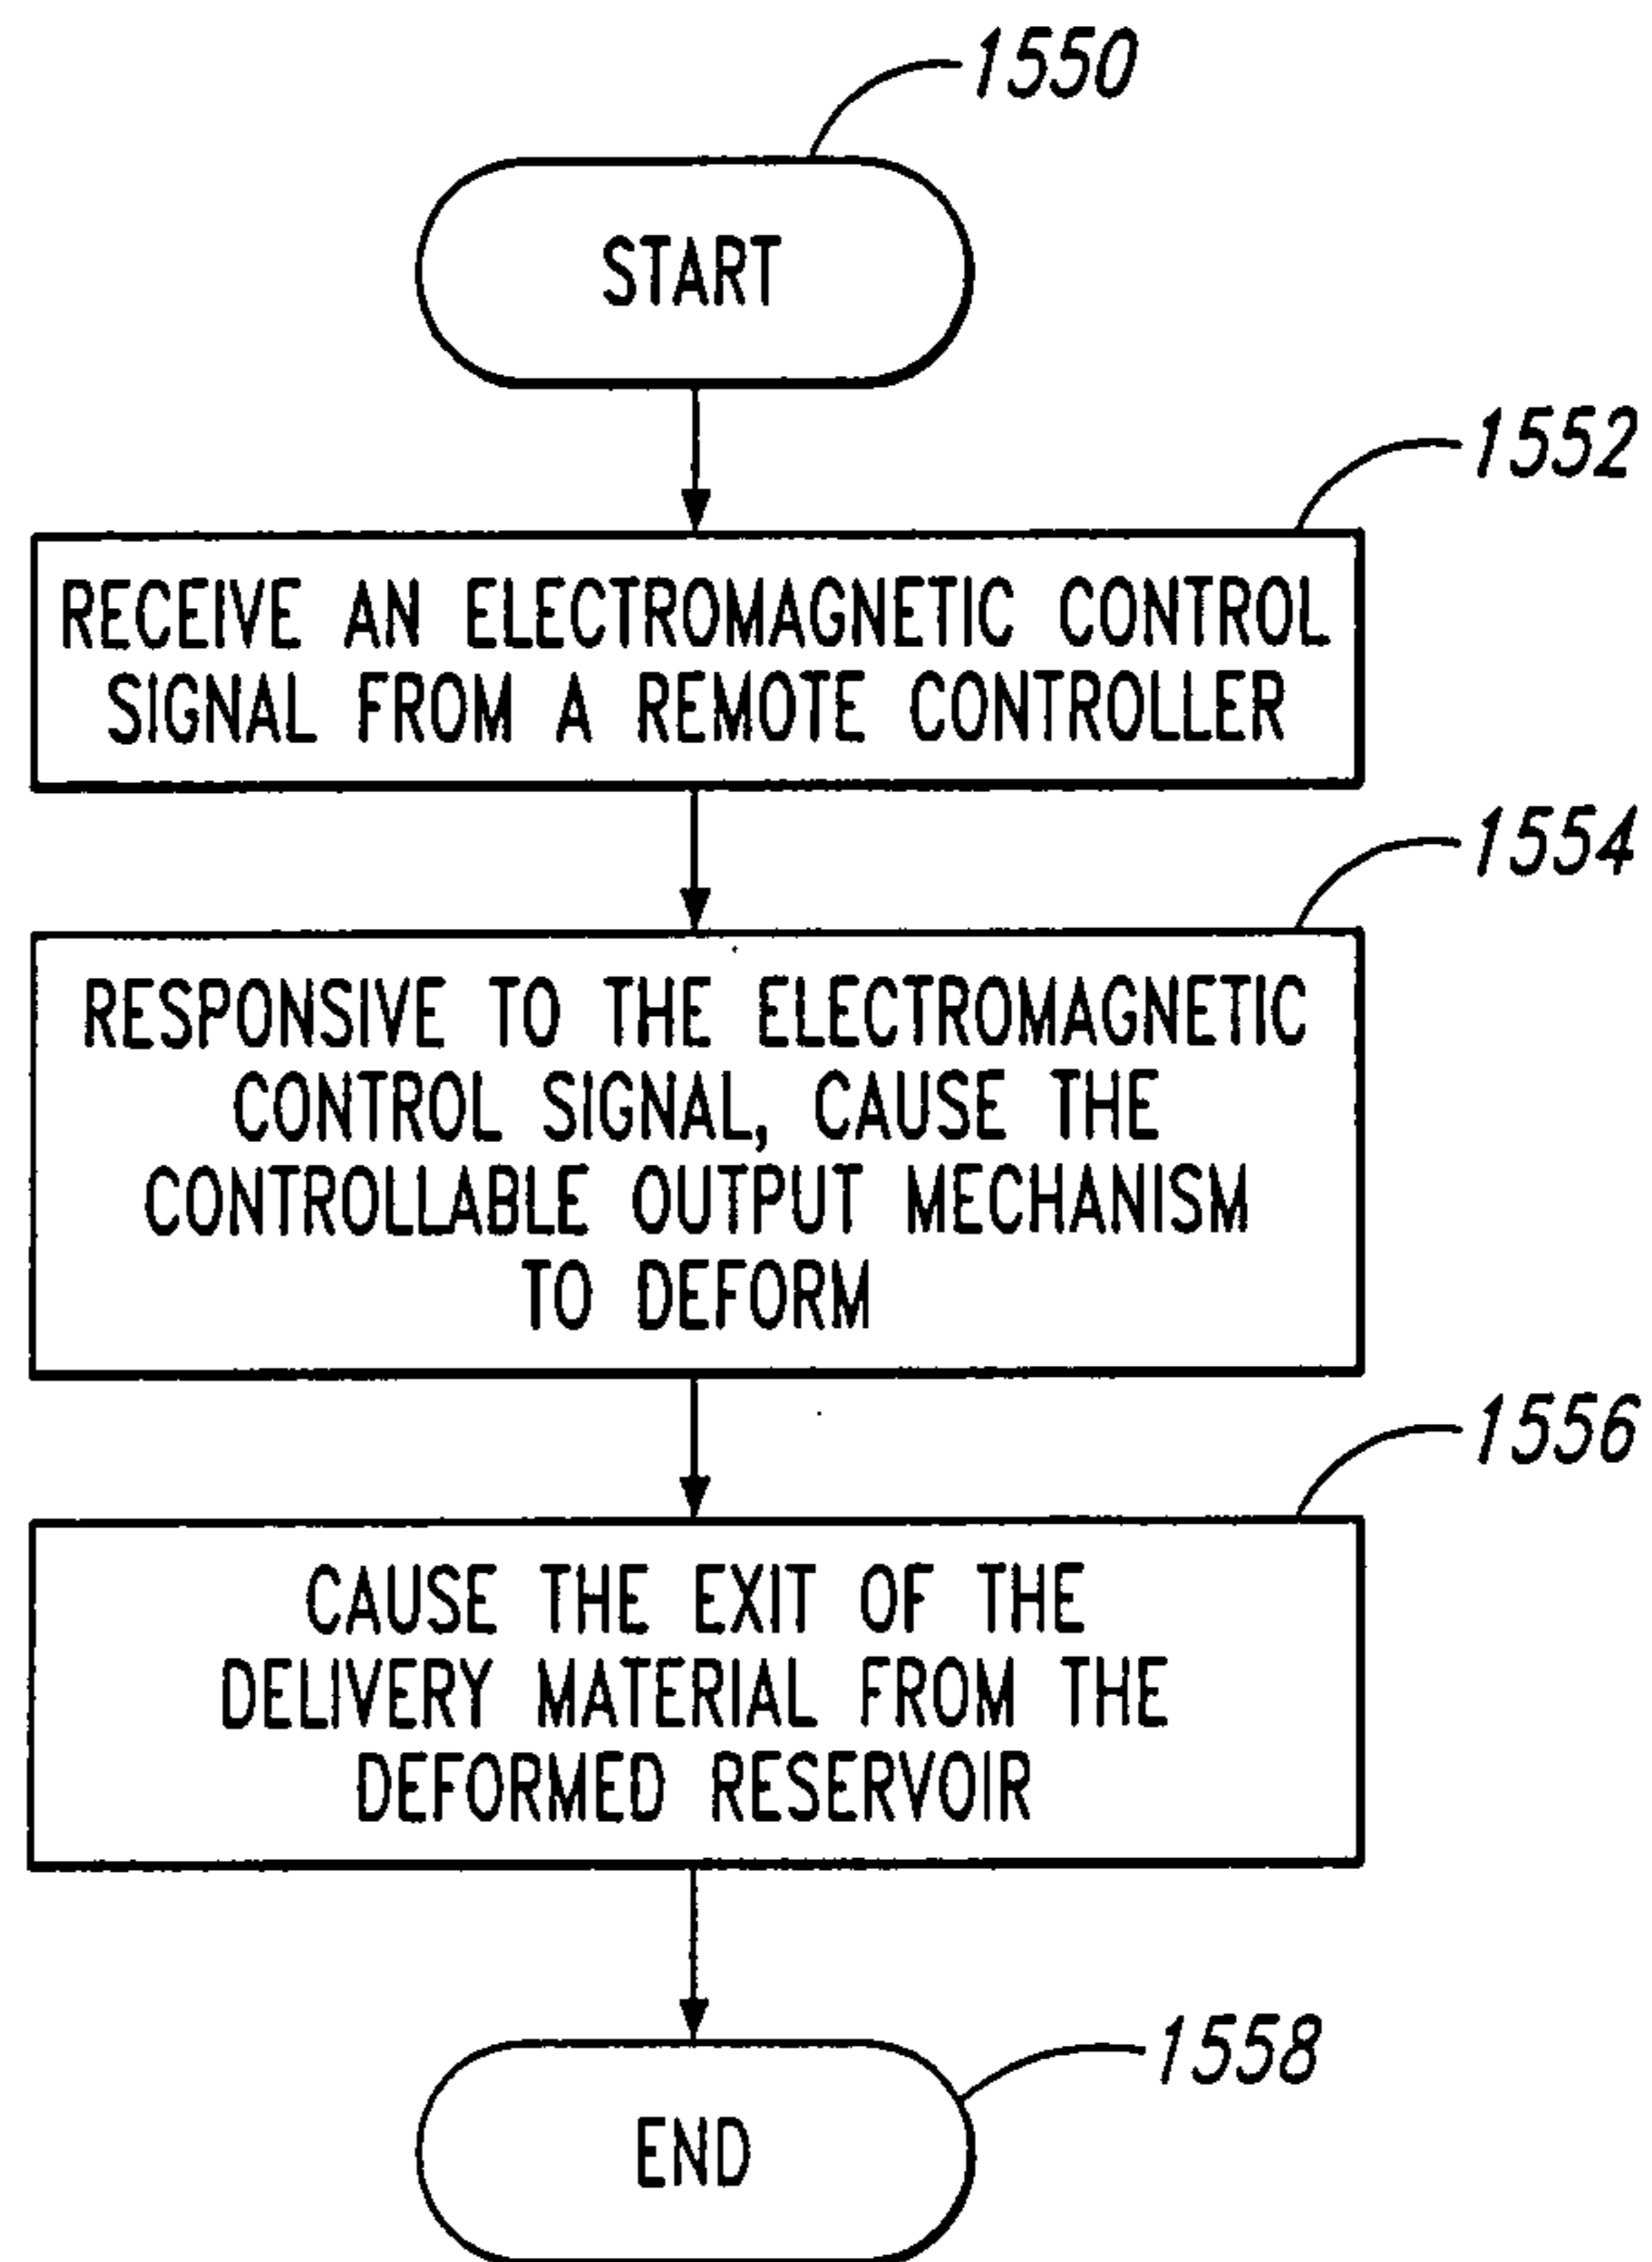 1550
START
1552
RECEIVE AN ELECTROMAGNETIC CONTROL
SIGNAL FROM A REMOTE CONTROLLER
1554
RESPONSIVE TO THE ELECTROMAGNETIC
CONTROL SIGNAL, CAUSE THE
CONTROLLABLE OUTPUT MECHANISM
TO DEFORM
1556
CAUSE THE EXIT OF THE
DELIVERY MATERIAL FROM THE
DEFORMED RESERVOIR
1558
END